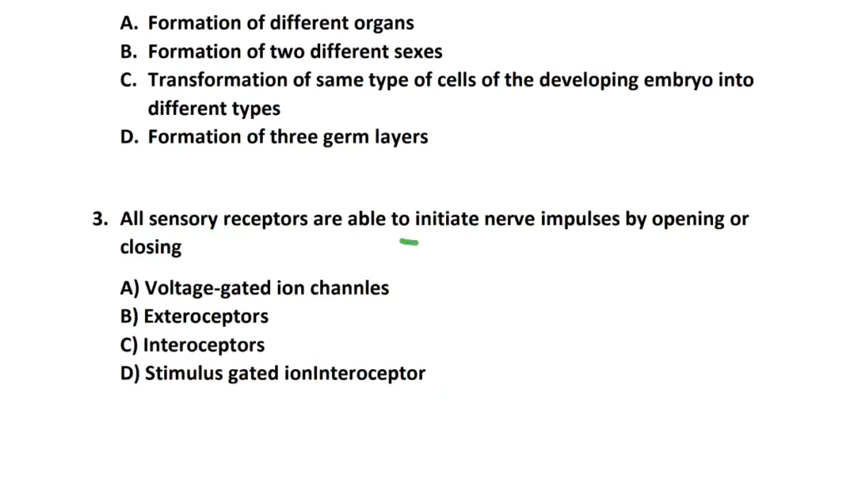 A. Formation of different organs
B. Formation of two different sexes
C. Transformation of same type of cells of the developing embryo into
different types
D. Formation of three germ layers
3. All sensory receptors are able to initiate nerve impulses by opening or
closing
A) Voltage-gated ion channles
B) Exteroceptors
C) Interoceptors
D) Stimulus gated ionInteroceptor